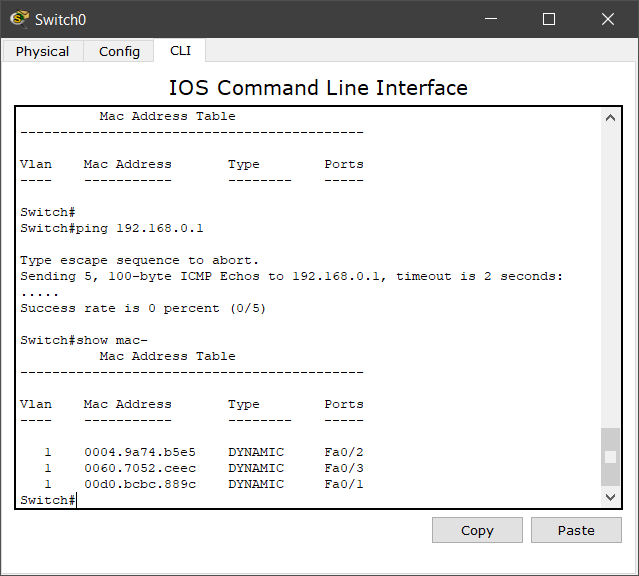 Switch0
Physical Config CLI
IOS Command Line Interface
Mac Address Table
-------------------------------------------
Vlan    Mac Address       Type        Ports
----    -----------       --------    -----
Switch#
Switch#ping 192.168.0.1
Type escape sequence to abort.
Sending 5, 100-byte ICMP Echos to 192.168.0.1, timeout is 2 seconds:
.....
Success rate is 0 percent (0/5)
Switch#show mac-
Mac Address Table
-------------------------------------------
Vlan    Mac Address       Type        Ports
----    -----------       --------    -----
1    0004.9a74.b5e5    DYNAMIC     Fa0/2
1    0060.7052.ceec    DYNAMIC     Fa0/3
1    00d0.bcbc.889c    DYNAMIC     Fa0/1
Switch#
Copy Paste